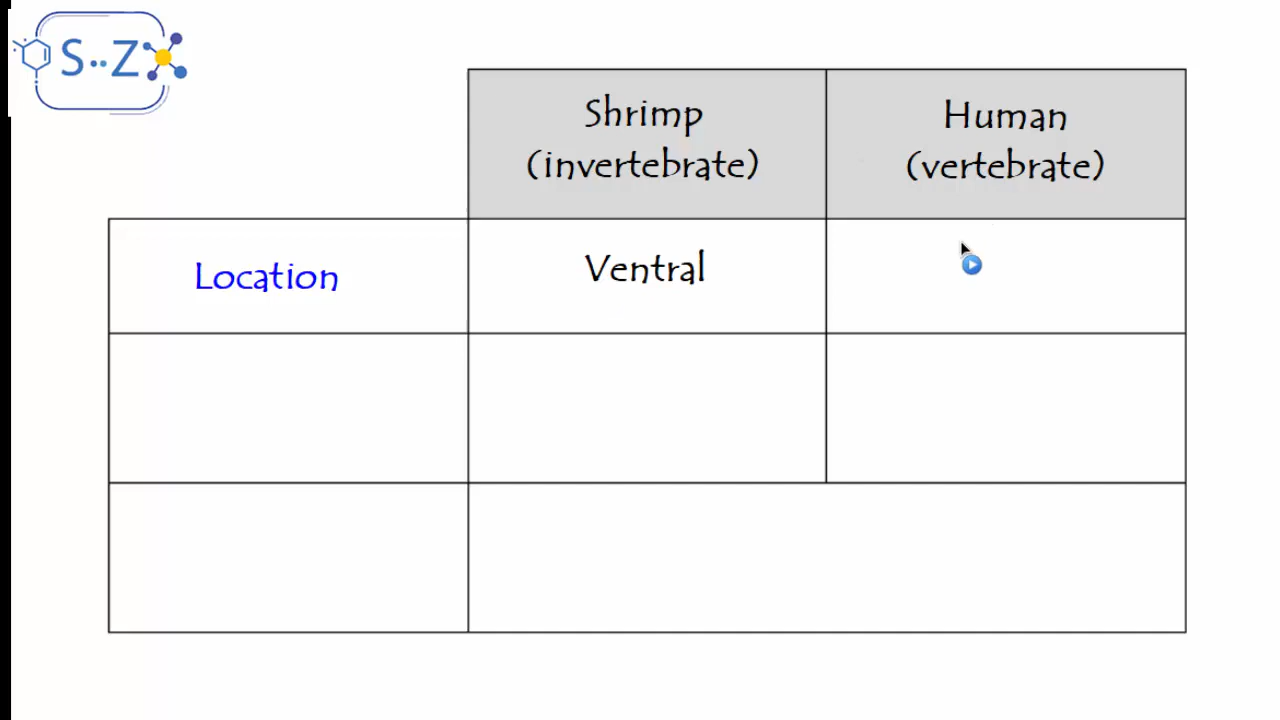 S..Z
Shrimp
(invertebrate)
Human
(vertebrate)
Location
Ventral